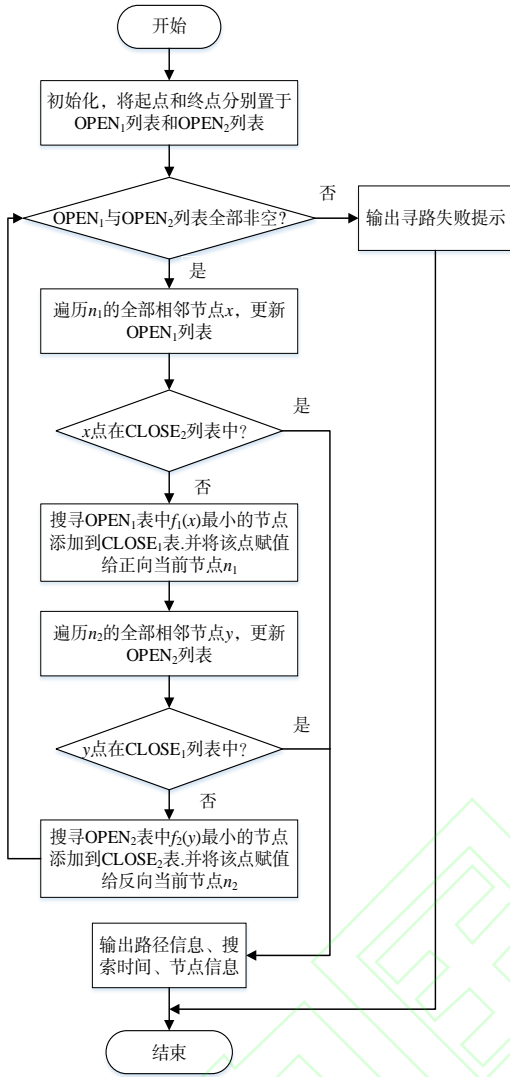 开始
初始化，将起点和终点分别置于
OPEN₁列表和OPEN₂列表
OPEN₁与OPEN₂列表全部非空?
否
输出寻路失败提示
是
遍历n₁的全部相邻节点x，更新
OPEN₁列表
x点在CLOSE₂列表中?
是
否
搜寻OPEN₁表中f₁(x)最小的节点
添加到CLOSE₁表.并将该点赋值
给正向当前节点n₁
遍历n₂的全部相邻节点y，更新
OPEN₂列表
y点在CLOSE₁列表中?
是
否
搜寻OPEN₂表中f₂(y)最小的节点
添加到CLOSE₂表.并将该点赋值
给反向当前节点n₂
输出路径信息、搜
索时间、节点信息
结束